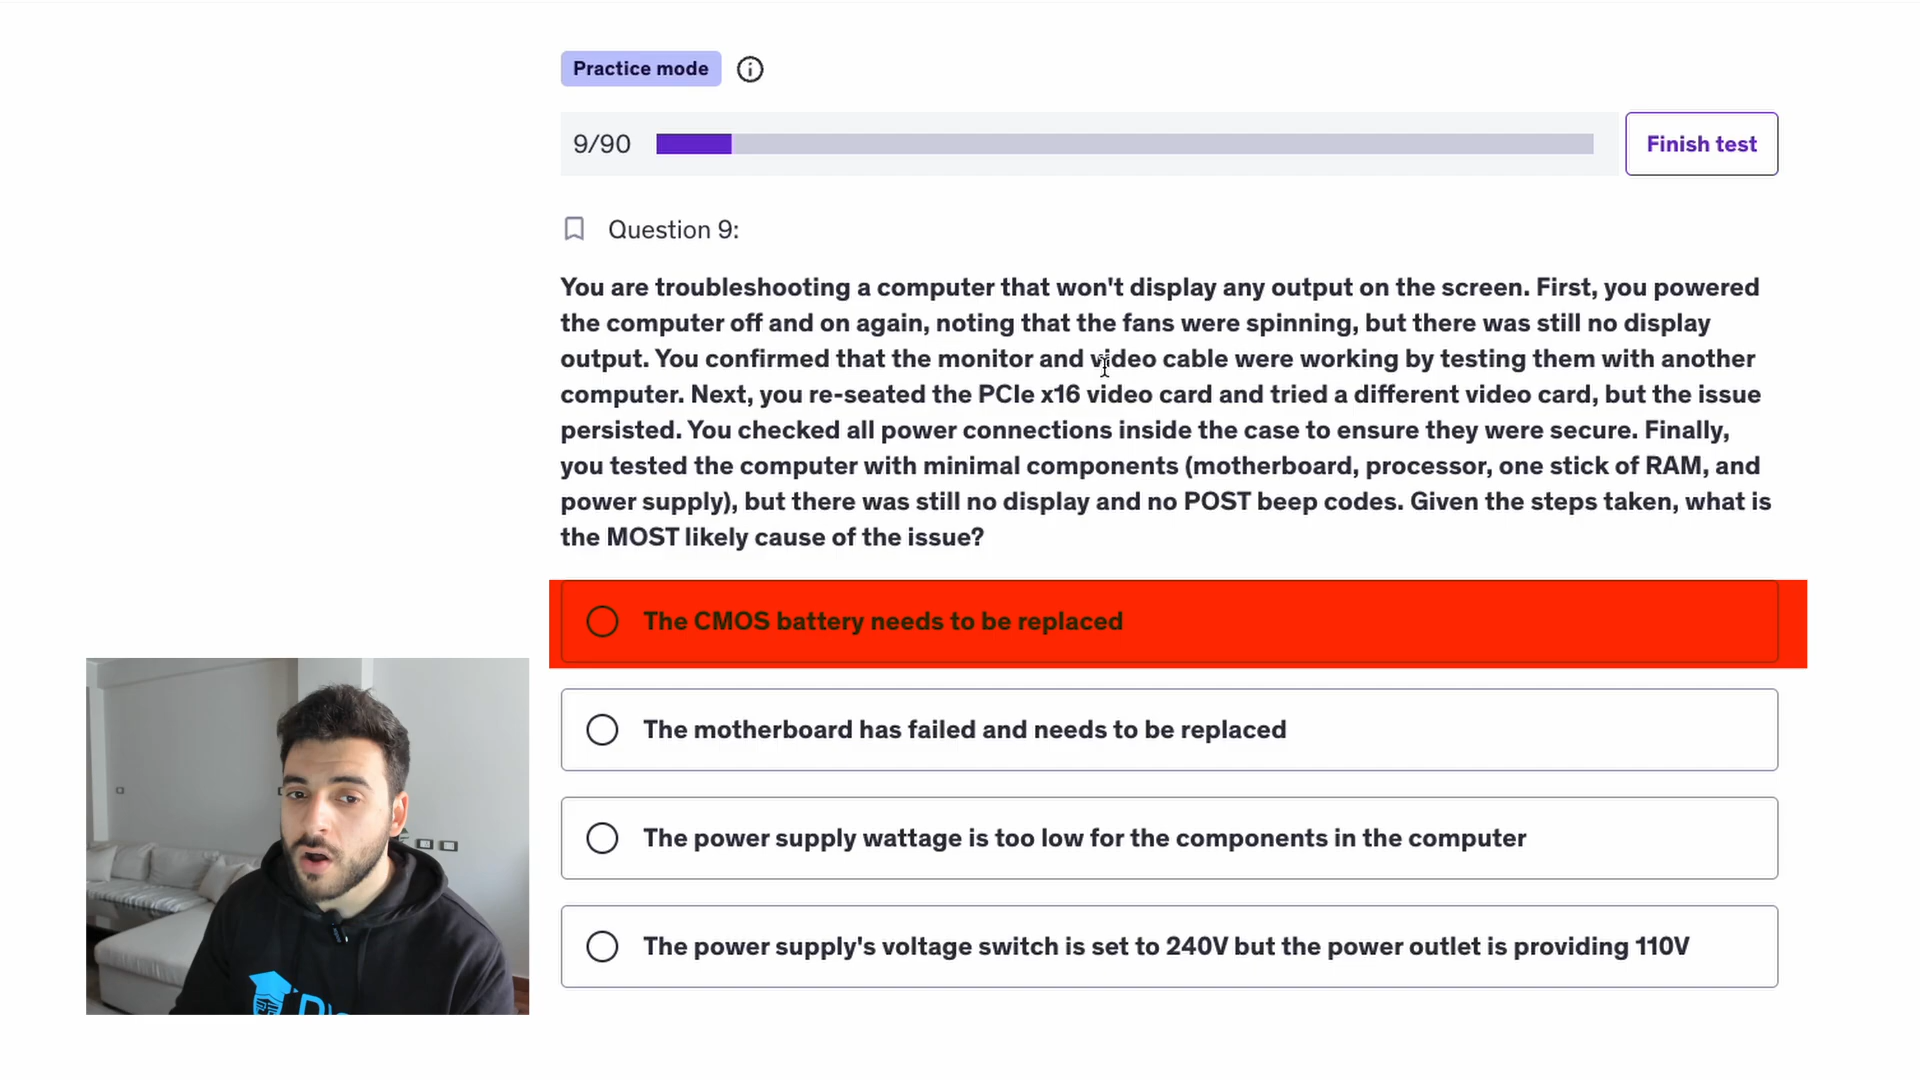 Practice mode
9/90
Finish test
Question 9:
You are troubleshooting a computer that won't display any output on the screen. First, you powered
the computer off and on again, noting that the fans were spinning, but there was still no display
output. You confirmed that the monitor and video cable were working by testing them with another
computer. Next, you re-seated the PCIe x16 video card and tried a different video card, but the issue
persisted. You checked all power connections inside the case to ensure they were secure. Finally,
you tested the computer with minimal components (motherboard, processor, one stick of RAM, and
power supply), but there was still no display and no POST beep codes. Given the steps taken, what is
the MOST likely cause of the issue?
The CMOS battery needs to be replaced
The motherboard has failed and needs to be replaced
The power supply wattage is too low for the components in the computer
The power supply's voltage switch is set to 240V but the power outlet is providing 110V